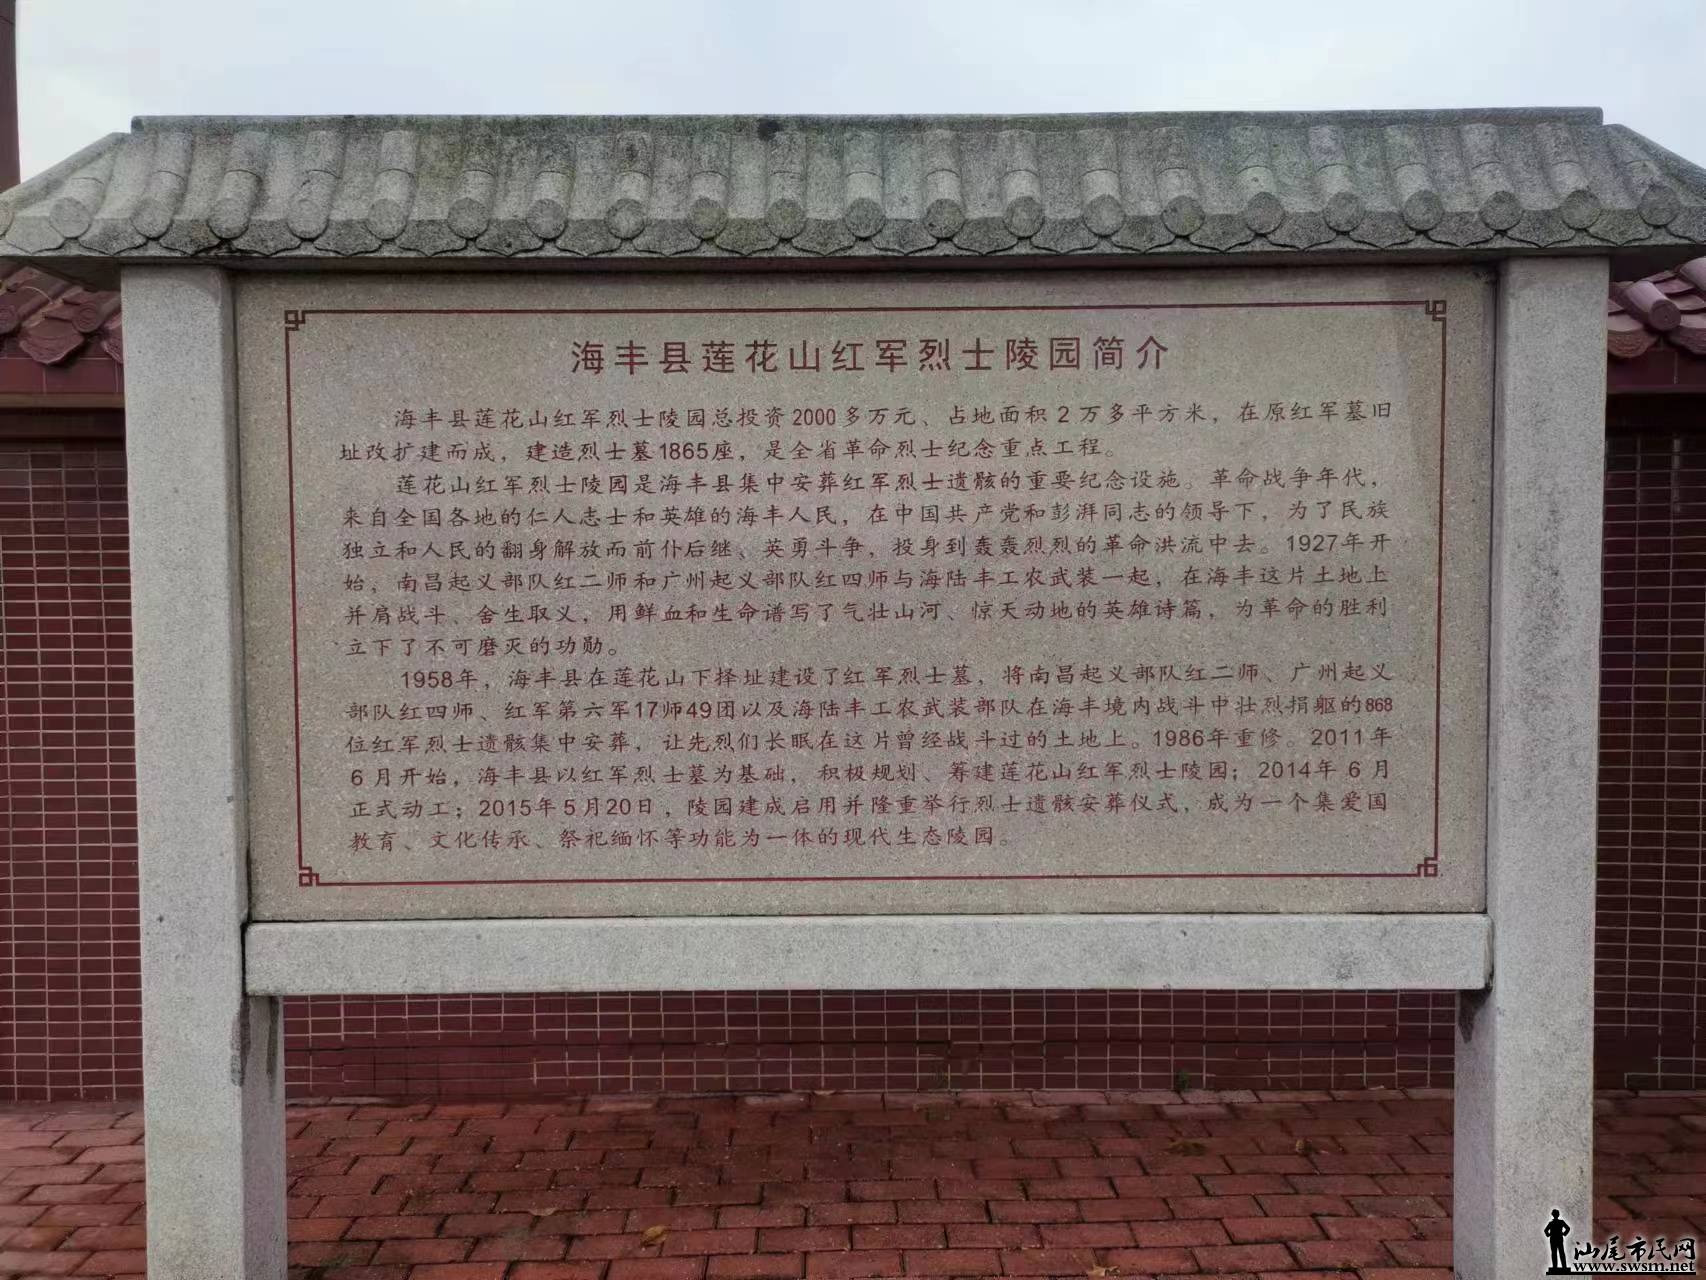 海丰县莲花山红军烈士陵园简介
海丰县莲花山红军烈士陵园总投资2000多万元、占地面积2万多平方米，在原红军墓旧
址改扩建而成，建造烈士墓1865座，是全省革命烈士纪念重点工程。
莲花山红军烈士陵园是海丰县集中安葬红军烈士遗骸的重要纪念设施。革命战争年代，
来自全国各地的仁人志士和英雄的海丰人民，在中国共产党和彭湃同志的领导下，为了民族
独立和人民的翻身解放而前仆后继、英勇斗争，投身到轰轰烈烈的革命洪流中去。1927年开
始，南昌起义部队红二师和广州起义部队红四师与海陆丰工农武装一起，在海丰这片土地上
并肩战斗、舍生取义，用鲜血和生命谱写了气壮山河、惊天动地的英雄诗篇，为革命的胜利
立下了不可磨灭的功勋。
1958年，海丰县在莲花山下择址建设了红军烈士墓，将南昌起义部队红二师、广州起义
部队红四师、红军第六军17师49团以及海陆丰工农武装部队在海丰境内战斗中壮烈捐躯的868
位红军烈士遗骸集中安葬，让先烈们长眠在这片曾经战斗过的土地上。1986年重修。2011年
6月开始，海丰县以红军烈士墓为基础，积极规划、筹建莲花山红军烈士陵园；2014年6月
正式动工；2015年5月20日，陵园建成启用并隆重举行烈士遗骸安葬仪式，成为一个集爱国
教育、文化传承、祭祀缅怀等功能为一体的现代生态陵园。
汕尾市民网
www.swsm.net